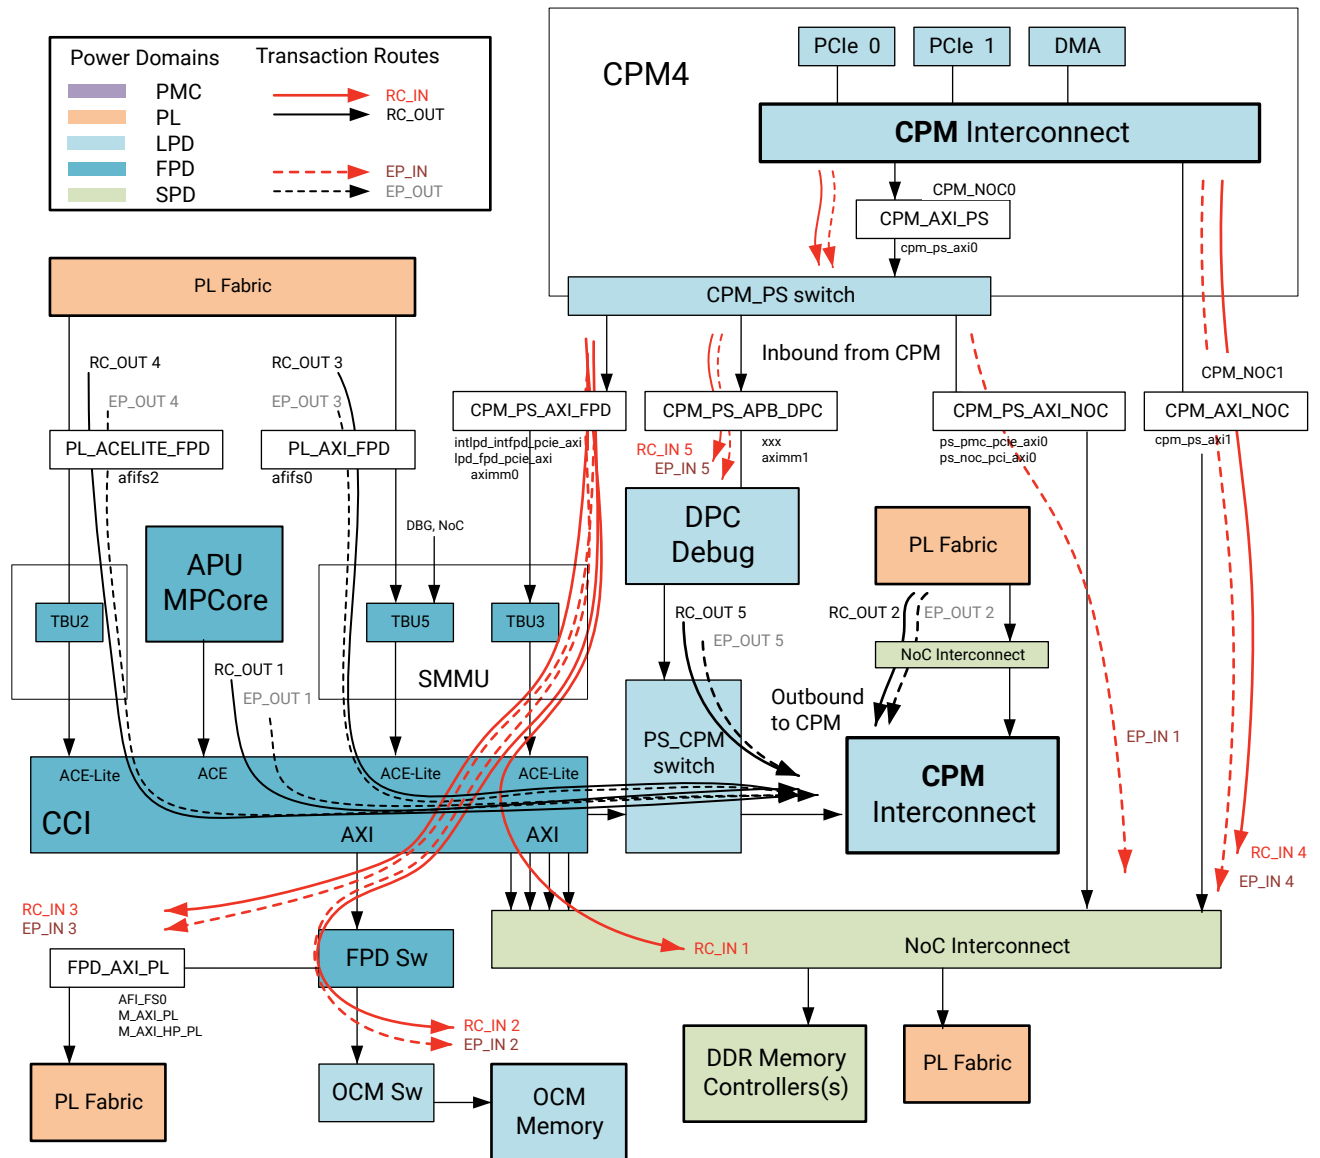 Power Domains
Transaction Routes
PMC
PL
LPD
FPD
SPD
RC_IN
RC_OUT
EP_IN
EP_OUT
CPM4
PCIe 0
PCIe 1
DMA
CPM Interconnect
CPM_NOC0
CPM_AXI_PS
cpm_ps_axi0
CPM_PS switch
PL Fabric
Inbound from CPM
RC_OUT 4
RC_OUT 3
EP_OUT 4
EP_OUT 3
CPM_NOC1
PL_ACELITE_FPD
afifs2
PL_AXI_FPD
afifs0
CPM_PS_AXI_FPD
intlpd_intfpd_pcie_axi
lpd_fpd_pcie_axi
aximm0
CPM_PS_APB_DPC
xxx
aximm1
RC_IN 5
EP_IN 5
CPM_PS_AXI_NOC
ps_pmc_pcie_axi0
ps_noc_pci_axi0
CPM_AXI_NOC
cpm_ps_axi1
DPC
Debug
PL Fabric
DBG, NoC
APU
MPCore
TBU2
TBU5
TBU3
SMMU
RC_OUT 1
EP_OUT 1
RC_OUT 5
EP_OUT 5
RC_OUT 2
EP_OUT 2
NoC Interconnect
Outbound
to CPM
PS_CPM
switch
CPM
Interconnect
EP_IN 1
ACE-Lite
ACE
ACE-Lite
ACE-Lite
CCI
AXI
AXI
RC_IN 4
EP_IN 4
RC_IN 3
EP_IN 3
FPD_AXI_PL
AFI_FS0
M_AXI_PL
M_AXI_HP_PL
FPD Sw
RC_IN 1
NoC Interconnect
RC_IN 2
EP_IN 2
PL Fabric
OCM Sw
OCM
Memory
DDR Memory
Controllers(s)
PL Fabric